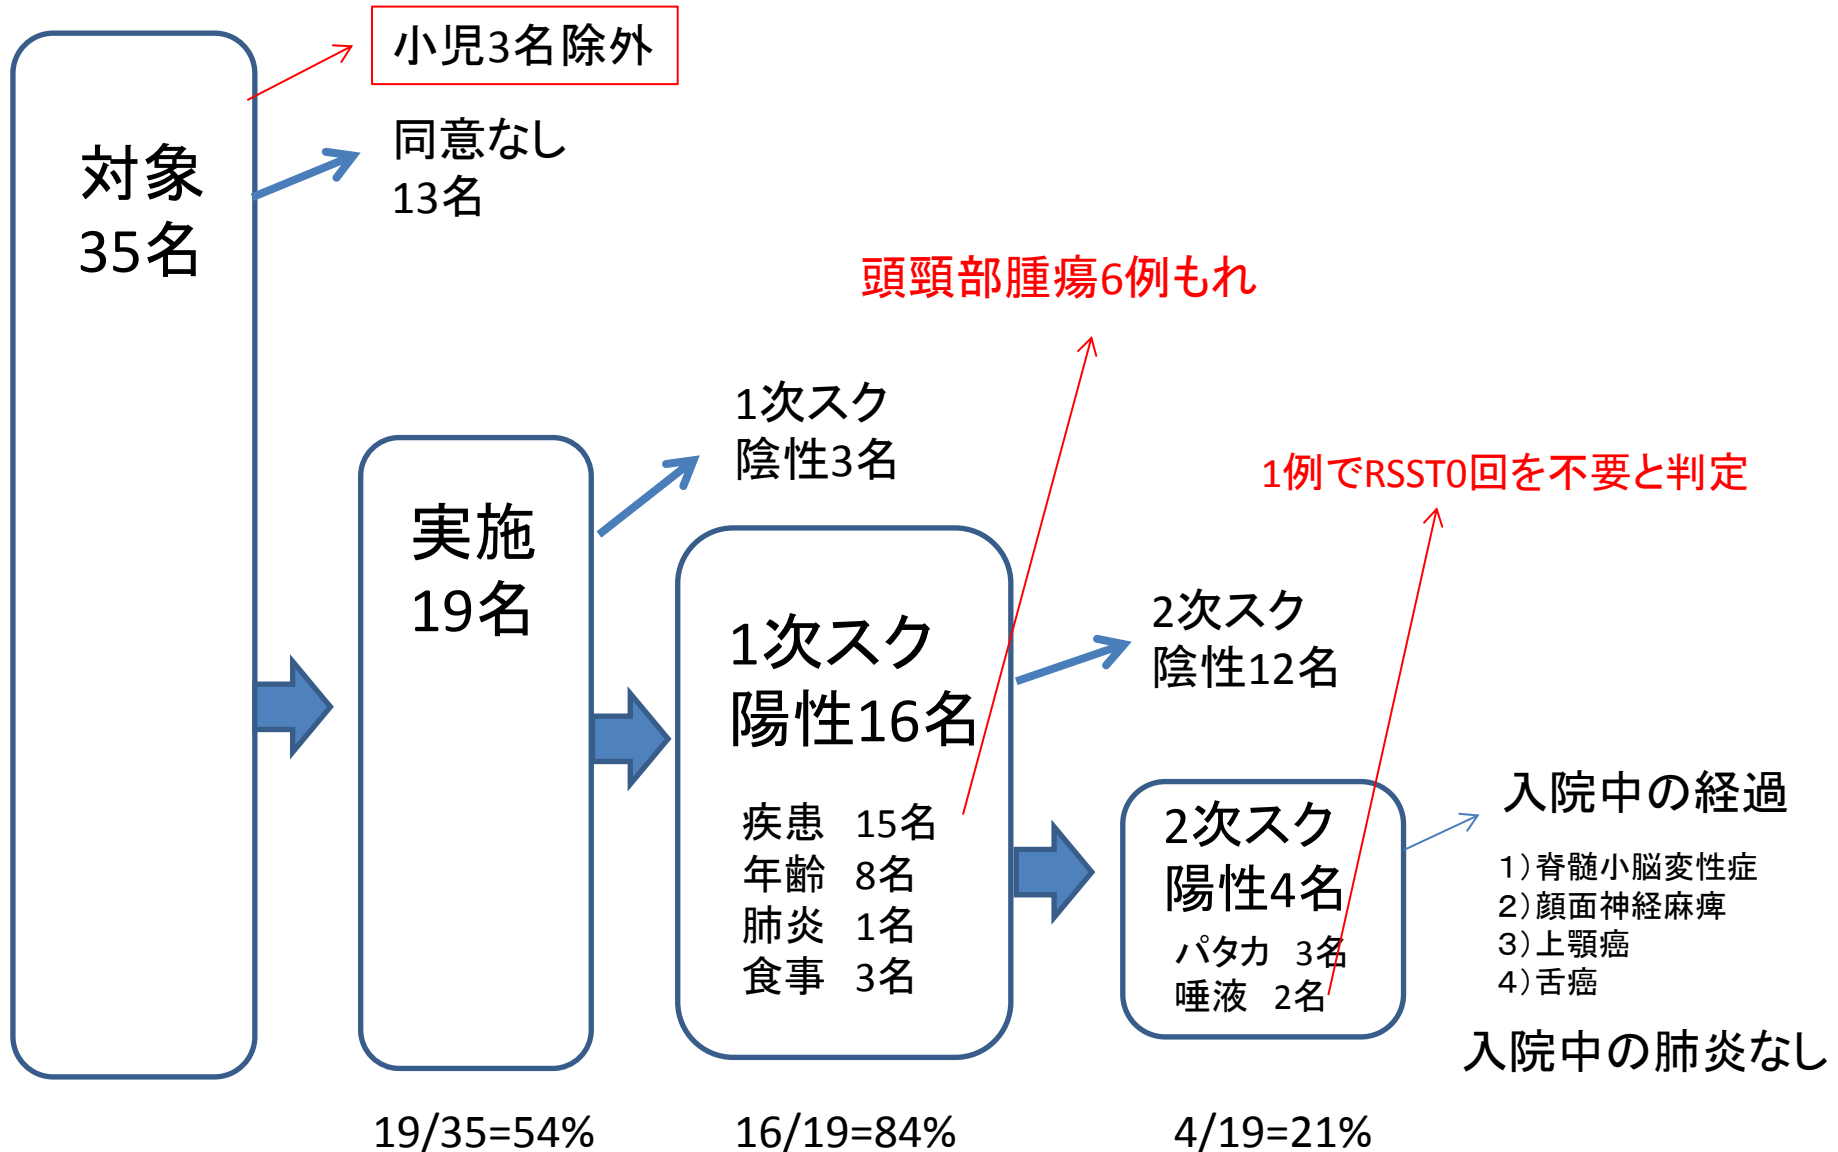 小児3名除外
同意なし
13名
対象
35名
頭頸部腫瘍6例もれ
1次スク
陰性3名
1例でRSST0回を不要と判定
実施
19名
1次スク
陽性16名
疾患 15名
年齢 8名
肺炎 1名
食事 3名
2次スク
陰性12名
2次スク
陽性4名
パタカ 3名
唾液 2名
入院中の経過
1)脊髄小脳変性症
2)顔面神経麻痺
3)上顎癌
4)舌癌
入院中の肺炎なし
19/35=54%
16/19=84%
4/19=21%